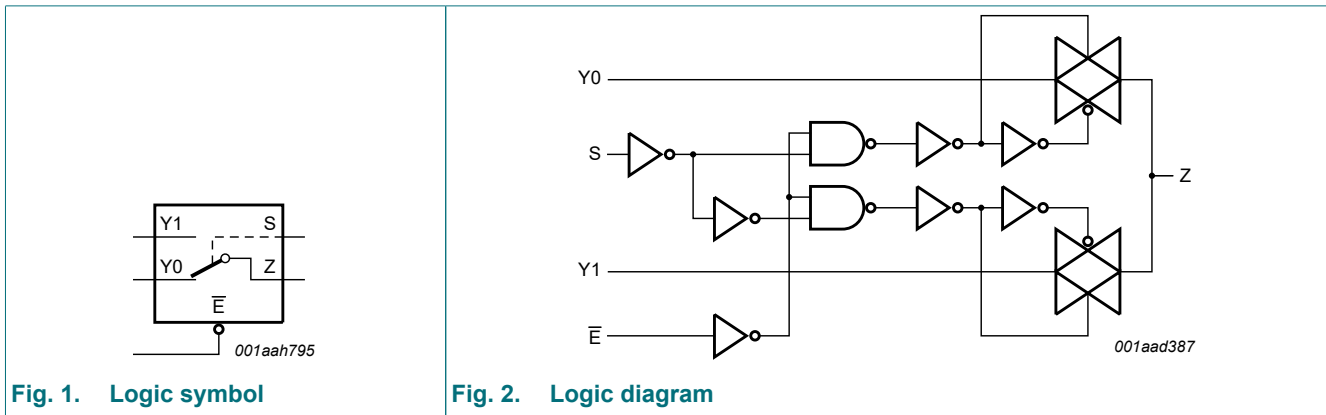 Y1 S
Y0 Z
E̅
001aah795
Fig. 1. Logic symbol
Y0
S
Z
Y1
E̅
001aad387
Fig. 2. Logic diagram